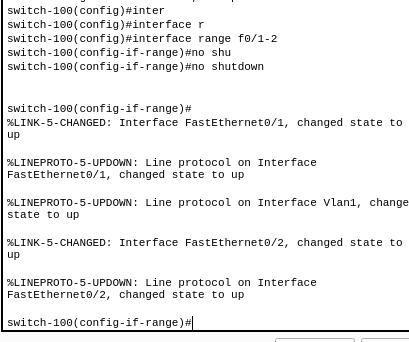 switch-100(config)#inter
switch-100(config)#interface r
switch-100(config)#interface range f0/1-2
switch-100(config-if-range)#no shu
switch-100(config-if-range)#no shutdown
switch-100(config-if-range)#
%LINK-5-CHANGED: Interface FastEthernet0/1, changed state to
up
%LINEPROTO-5-UPDOWN: Line protocol on Interface
FastEthernet0/1, changed state to up
%LINEPROTO-5-UPDOWN: Line protocol on Interface Vlan1, change
state to up
%LINK-5-CHANGED: Interface FastEthernet0/2, changed state to
up
%LINEPROTO-5-UPDOWN: Line protocol on Interface
FastEthernet0/2, changed state to up
switch-100(config-if-range)#